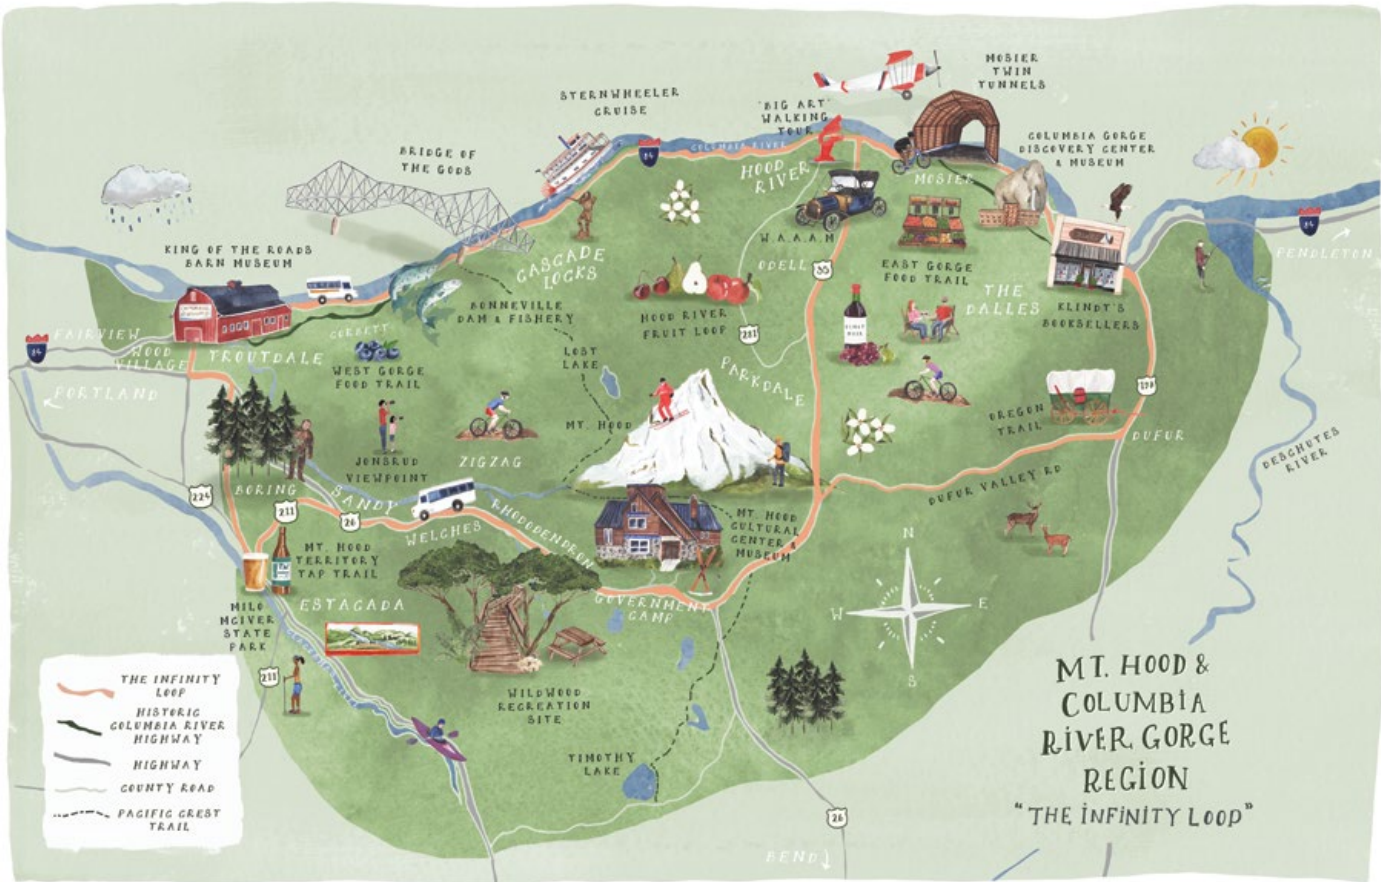 MOSIER
TWIN
TUNNELS
STERNWHEELER
CRUISE
"BIG ART"
WALKING
TOUR
COLUMBIA GORGE
DISCOVERY CENTER
& MUSEUM
BRIDGE OF
THE GODS
84
COLUMBIA RIVER
HOOD
RIVER
MOSIER
KING OF THE ROADS
BARN MUSEUM
CASCADE
LOCKS
W.A.A.A.M
84
PENDLETON
ODELL
35
EAST GORGE
FOOD TRAIL
THE
DALLES
KLINDT'S
BOOKSELLERS
BONNEVILLE
DAM & FISHERY
HOOD RIVER
FRUIT LOOP
281
FAIRVIEW
84
WOOD
VILLAGE
TROUTDALE
CORBETT
WEST GORGE
FOOD TRAIL
LOST
LAKE
PARKDALE
PORTLAND
197
OREGON
TRAIL
DUFUR
MT. HOOD
JONSRUD
VIEWPOINT
ZIGZAG
DESCHUTES
RIVER
DUFUR VALLEY RD
224
BORING
SANDY
211
26
WELCHES
RHODODENDRON
MT. HOOD
CULTURAL
CENTER &
MUSEUM
MT. HOOD
TERRITORY
TAP TRAIL
N
W
E
S
MILO
MCIVER
STATE
PARK
ESTACADA
GOVERNMENT
CAMP
211
WILDWOOD
RECREATION
SITE
TIMOTHY
LAKE
26
BEND
THE INFINITY
LOOP
HISTORIC
COLUMBIA RIVER
HIGHWAY
HIGHWAY
COUNTY ROAD
PACIFIC CREST
TRAIL
MT. HOOD &
COLUMBIA
RIVER GORGE
REGION
"THE INFINITY LOOP"